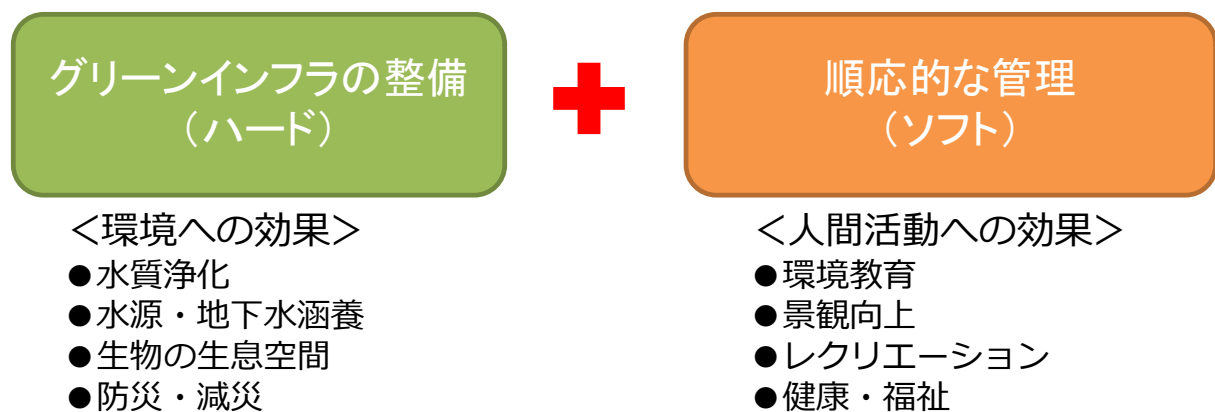 グリーンインフラの整備
（ハード）
＜環境への効果＞
●水質浄化
●水源・地下水涵養
●生物の生息空間
●防災・減災
順応的な管理
（ソフト）
＜人間活動への効果＞
●環境教育
●景観向上
●レクリエーション
●健康・福祉